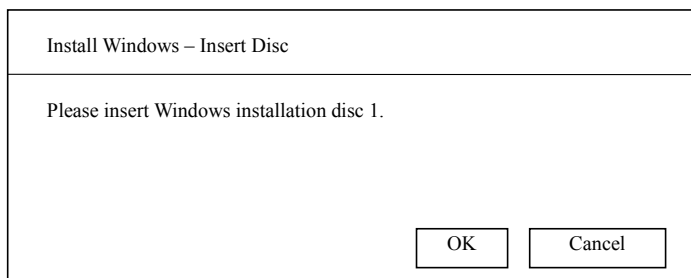 Install Windows – Insert Disc
Please insert Windows installation disc 1.
OK
Cancel